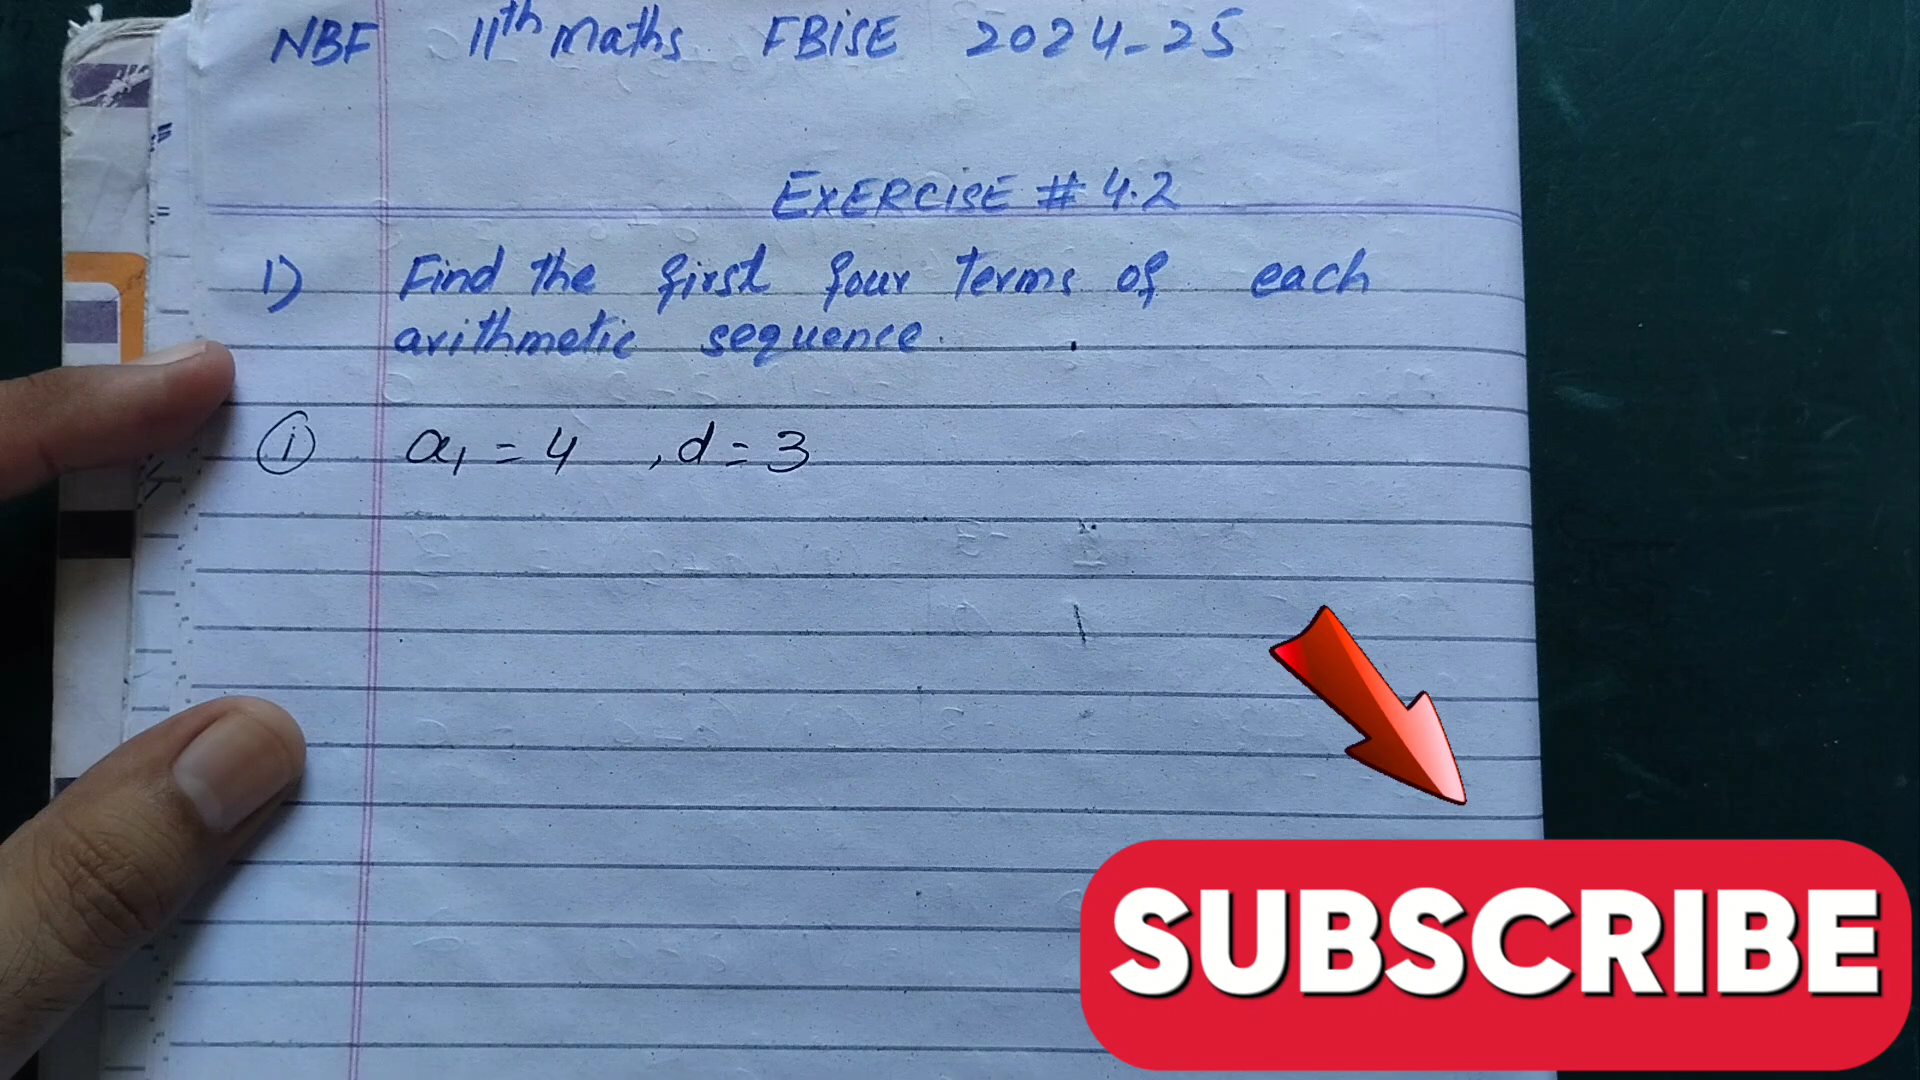 NBF 11th Maths FBiSE 2024-25
EXERCiSE # 4.2
1) Find the first four terms of each
arithmetic sequence.
(i) a₁ = 4 , d = 3
SUBSCRIBE